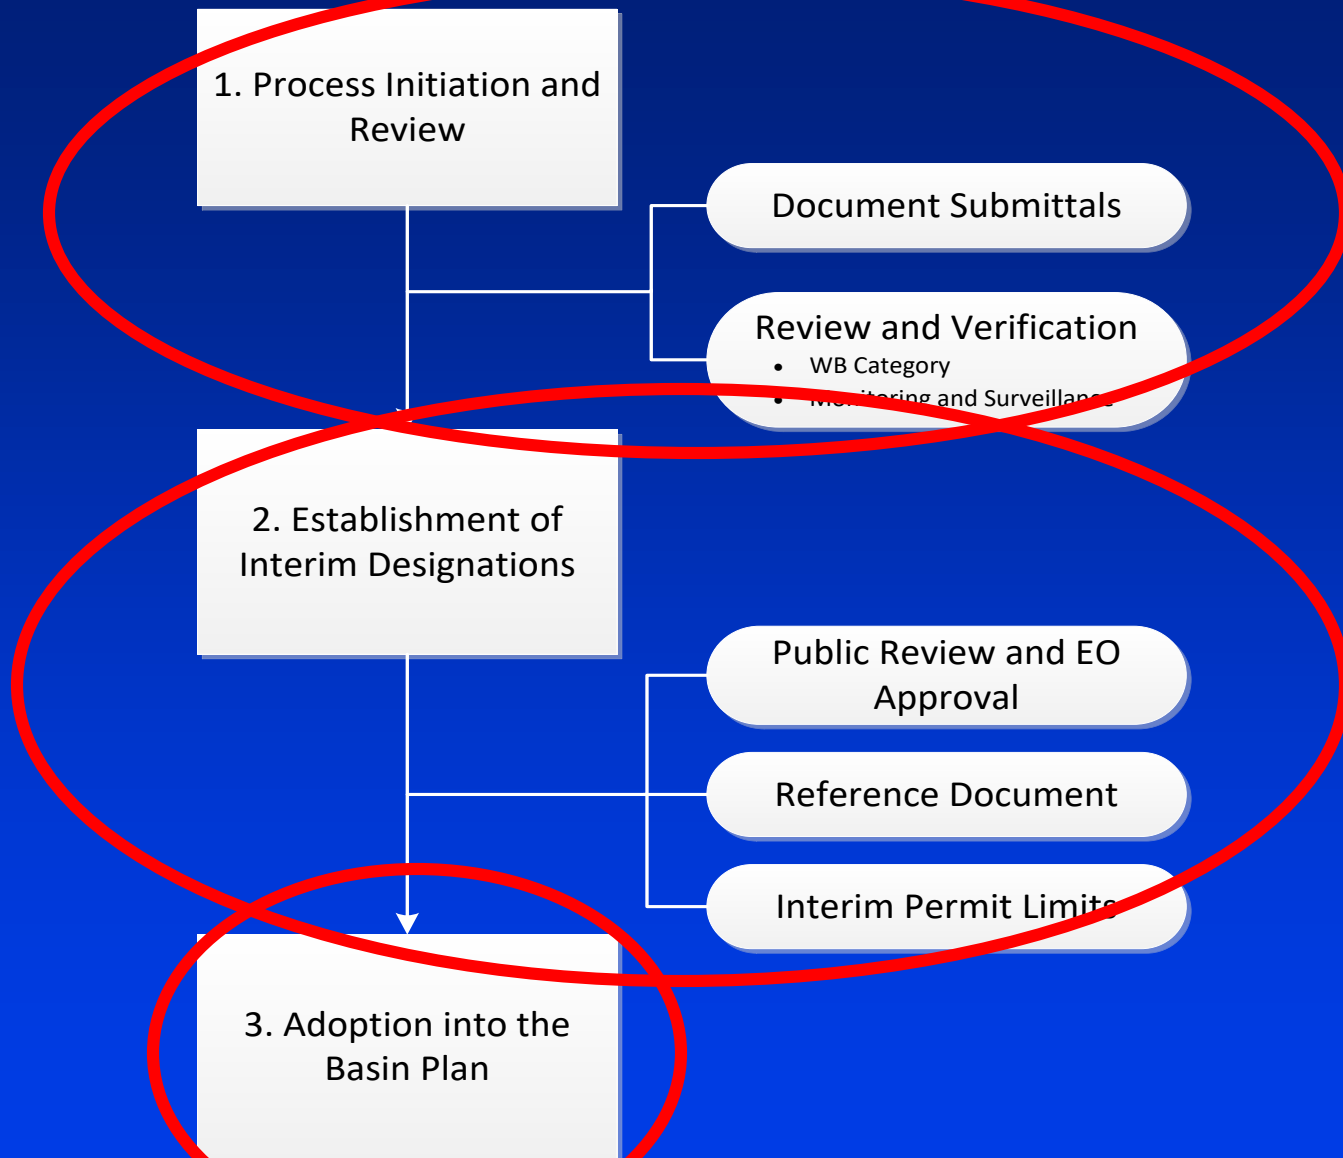 1. Process Initiation and
Review
Document Submittals
Review and Verification
• WB Category
• Monitoring and Surveillance
2. Establishment of
Interim Designations
Public Review and EO
Approval
Reference Document
Interim Permit Limits
3. Adoption into the
Basin Plan